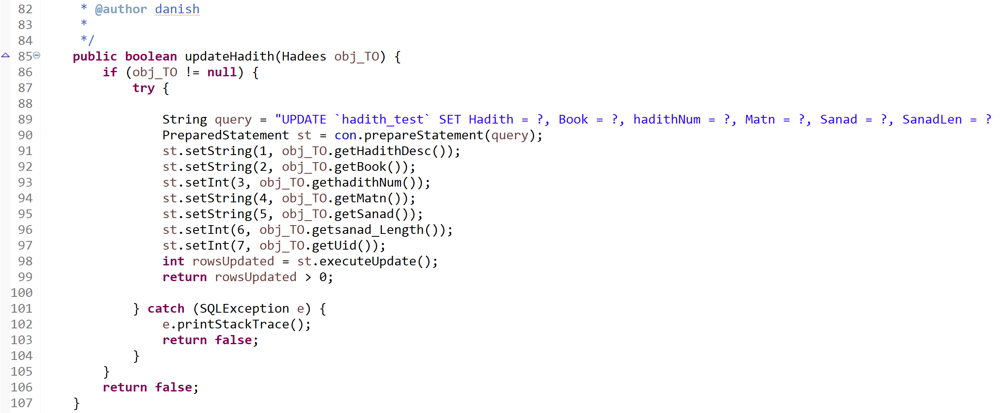 82 * @author danish
83 *
84 */
85 public boolean updateHadith(Hadees obj_TO) {
86 if (obj_TO != null) {
87 try {
88
89 String query = "UPDATE `hadith_test` SET Hadith = ?, Book = ?, hadithNum = ?, Matn = ?, Sanad = ?, SanadLen = ?
90 PreparedStatement st = con.prepareStatement(query);
91 st.setString(1, obj_TO.getHadithDesc());
92 st.setString(2, obj_TO.getBook());
93 st.setInt(3, obj_TO.gethadithNum());
94 st.setString(4, obj_TO.getMatn());
95 st.setString(5, obj_TO.getSanad());
96 st.setInt(6, obj_TO.getsanad_Length());
97 st.setInt(7, obj_TO.getUid());
98 int rowsUpdated = st.executeUpdate();
99 return rowsUpdated > 0;
100
101 } catch (SQLException e) {
102 e.printStackTrace();
103 return false;
104 }
105 }
106 return false;
107 }